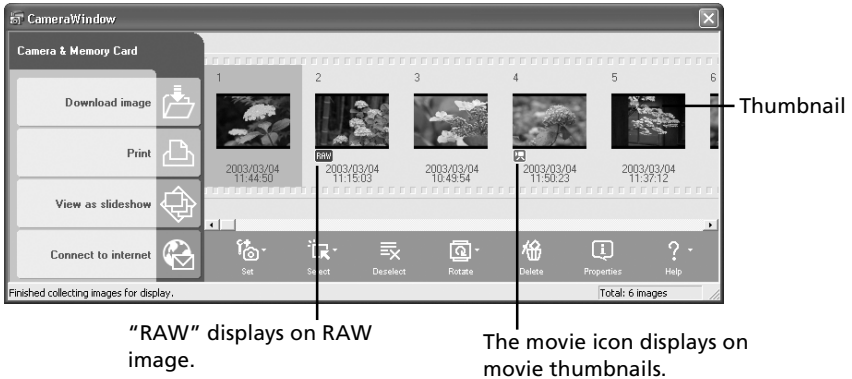 CameraWindow
Camera & Memory Card
Download image
Print
View as slideshow
Connect to internet
1 2 3 4 5 6
RAW
2003/03/04 2003/03/04 2003/03/04 2003/03/04 2003/03/04
11:44:50 11:15:03 10:49:54 11:50:23 11:37:12
Thumbnail
Set Select Deselect Rotate Delete Properties Help
Finished collecting images for display. Total: 6 images
“RAW” displays on RAW
image.
The movie icon displays on
movie thumbnails.